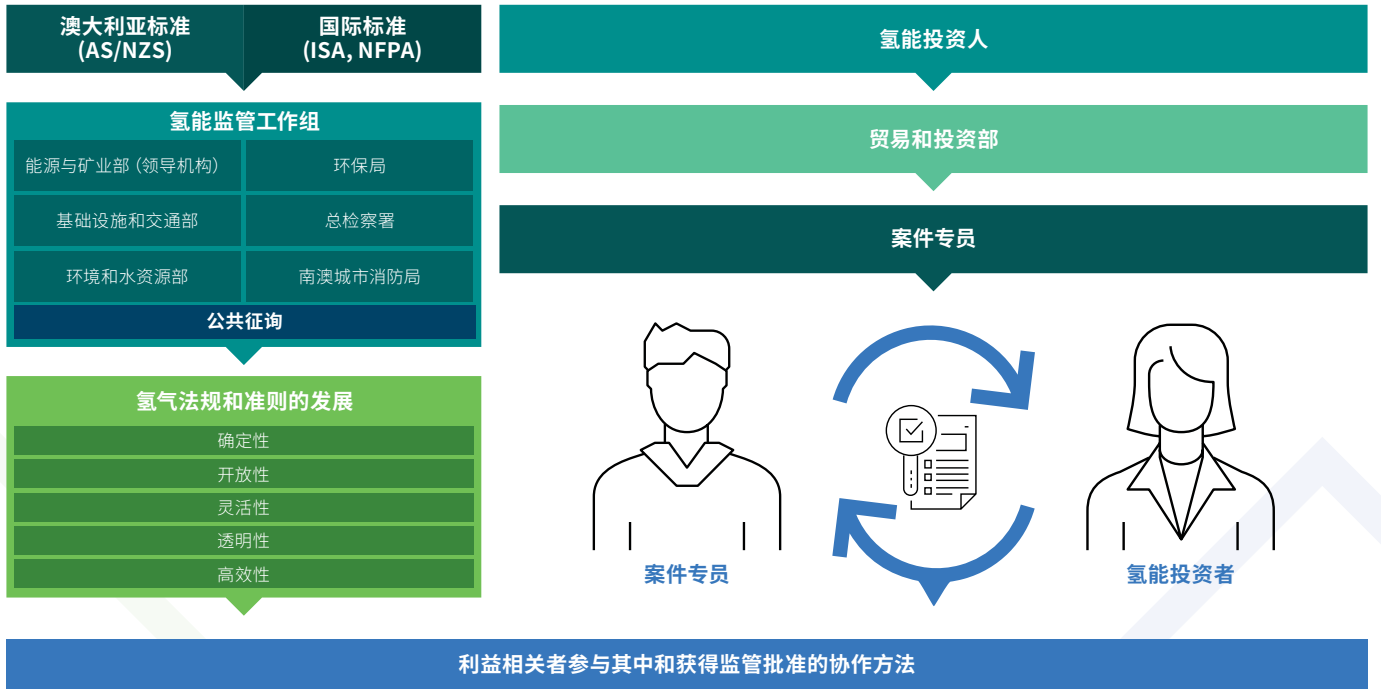 澳大利亚标准
(AS/NZS)
国际标准
(ISA, NFPA)
氢能监管工作组
能源与矿业部（领导机构）
环保局
基础设施和交通部
总检察署
环境和水资源部
南澳城市消防局
公共征询
氢气法规和准则的发展
确定性
开放性
灵活性
透明性
高效性
氢能投资人
贸易和投资部
案件专员
案件专员
氢能投资者
利益相关者参与其中和获得监管批准的协作方法